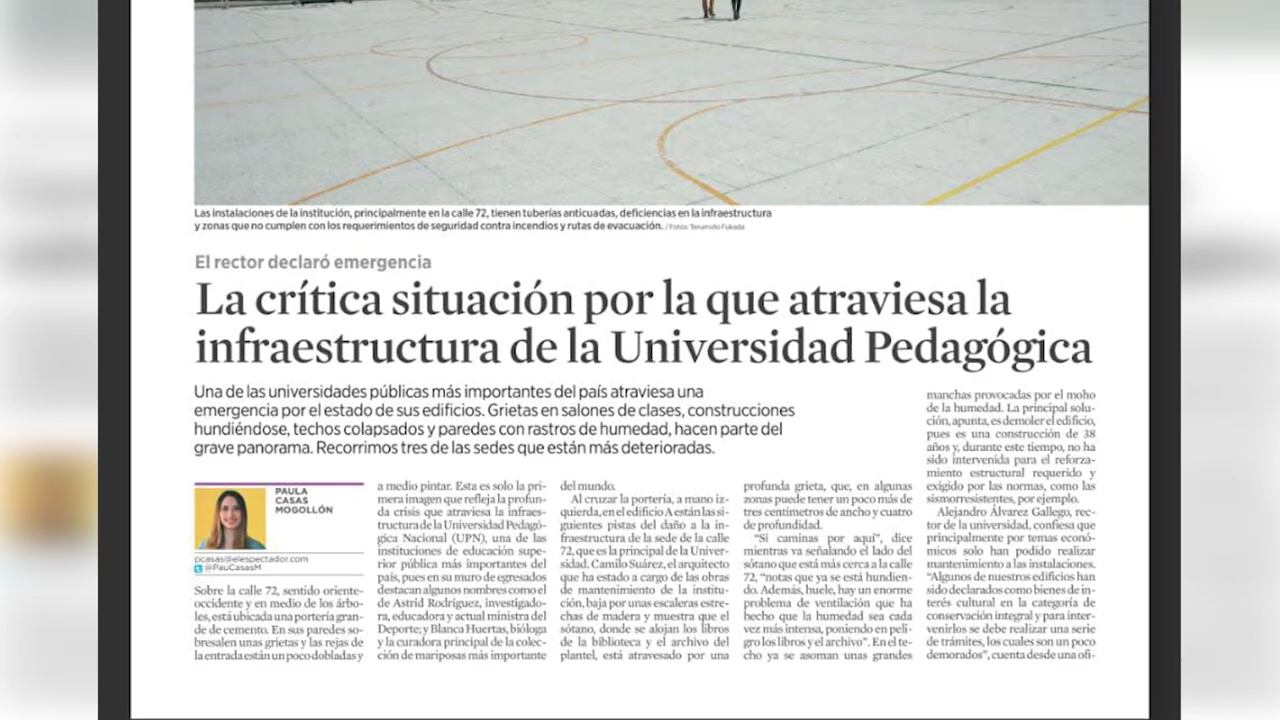 Las instalaciones de la institución, principalmente en la calle 72, tienen tuberías anticuadas, deficiencias en la infraestructura
y zonas que no cumplen con los requerimientos de seguridad contra incendios y rutas de evacuación. / Fotos: Terumoto Fukuda
El rector declaró emergencia
La crítica situación por la que atraviesa la
infraestructura de la Universidad Pedagógica
Una de las universidades públicas más importantes del país atraviesa una
emergencia por el estado de sus edificios. Grietas en salones de clases, construcciones
hundiéndose, techos colapsados y paredes con rastros de humedad, hacen parte del
grave panorama. Recorrimos tres de las sedes que están más deterioradas.
PAULA
CASAS
MOGOLLÓN
pcasas@elespectador.com
@PauCasasM
Sobre la calle 72, sentido oriente-
occidente y en medio de los árbo-
les, está ubicada una portería gran-
de de cemento. En sus paredes so-
bresalen unas grietas y las rejas de
la entrada están un poco dobladas y
a medio pintar. Esta es solo la pri-
mera imagen que refleja la profun-
da crisis que atraviesa la infraes-
tructura de la Universidad Pedagó-
gica Nacional (UPN), una de las
instituciones de educación supe-
rior pública más importantes del
país, pues en su muro de egresados
destacan algunos nombres como el
de Astrid Rodríguez, investigado-
ra, educadora y actual ministra del
Deporte; y Blanca Huertas, bióloga
y la curadora principal de la colec-
ción de mariposas más importante
del mundo.
Al cruzar la portería, a mano iz-
quierda, en el edificio A están las si-
guientes pistas del daño a la in-
fraestructura de la sede de la calle
72, que es la principal de la Univer-
sidad. Camilo Suárez, el arquitecto
que ha estado a cargo de las obras
de mantenimiento de la institu-
ción, baja por unas escaleras estre-
chas de madera y muestra que el
sótano, donde se alojan los libros
de la biblioteca y el archivo del
plantel, está atravesado por una
profunda grieta, que, en algunas
zonas puede tener un poco más de
tres centímetros de ancho y cuatro
de profundidad.
“Si caminas por aquí”, dice
mientras va señalando el lado del
sótano que está más cerca a la calle
72, “notas que ya se está hundien-
do. Además, huele, hay un enorme
problema de ventilación que ha
hecho que la humedad sea cada
vez más intensa, poniendo en peli-
gro los libros y el archivo”. En el te-
cho ya se asoman unas grandes
manchas provocadas por el moho
de la humedad. La principal solu-
ción, apunta, es demoler el edificio,
pues es una construcción de 38
años y, durante este tiempo, no ha
sido intervenida para el reforza-
miento estructural requerido y
exigido por las normas, como las
sismorresistentes, por ejemplo.
Alejandro Álvarez Gallego, rec-
tor de la universidad, confiesa que
principalmente por temas econó-
micos solo han podido realizar
mantenimiento a las instalaciones.
“Algunos de nuestros edificios han
sido declarados como bienes de in-
terés cultural en la categoría de
conservación integral y para inter-
venirlos se debe realizar una serie
de trámites, los cuales son un poco
demorados”, cuenta desde una ofi-